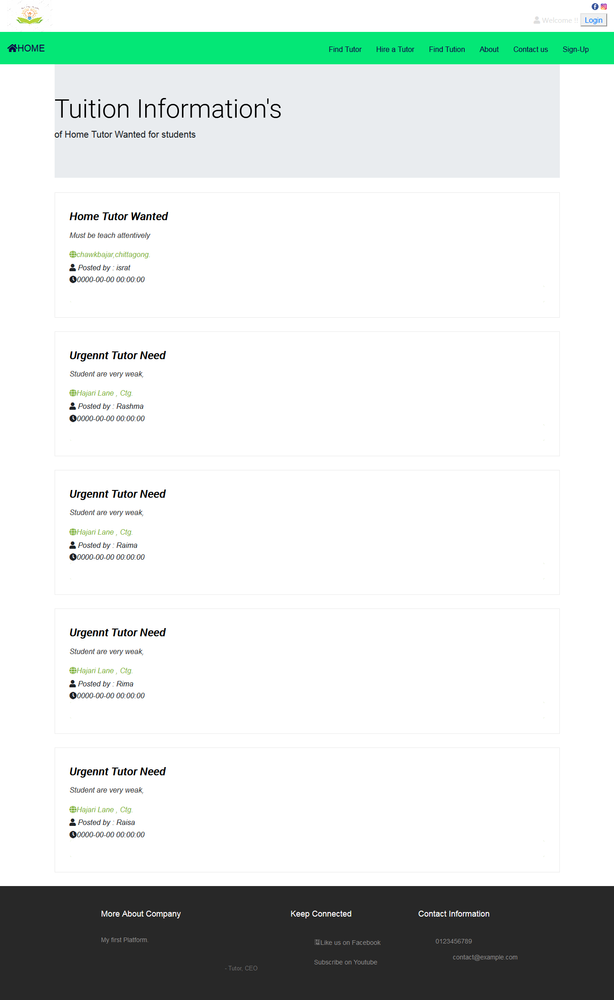 Welcome !! Login
HOME
Find Tutor
Hire a Tutor
Find Tution
About
Contact us
Sign-Up
Tuition Information's
of Home Tutor Wanted for students
Home Tutor Wanted
Must be teach attentively
chawkbajar,chittagong.
Posted by : israt
0000-00-00 00:00:00
Urgennt Tutor Need
Student are very weak,
Hajari Lane , Ctg.
Posted by : Rashma
0000-00-00 00:00:00
Urgennt Tutor Need
Student are very weak,
Hajari Lane , Ctg.
Posted by : Raima
0000-00-00 00:00:00
Urgennt Tutor Need
Student are very weak,
Hajari Lane , Ctg.
Posted by : Rima
0000-00-00 00:00:00
Urgennt Tutor Need
Student are very weak,
Hajari Lane , Ctg.
Posted by : Raisa
0000-00-00 00:00:00
More About Company
My first Platform.
- Tutor, CEO
Keep Connected
Like us on Facebook
Subscribe on Youtube
Contact Information
0123456789
contact@example.com